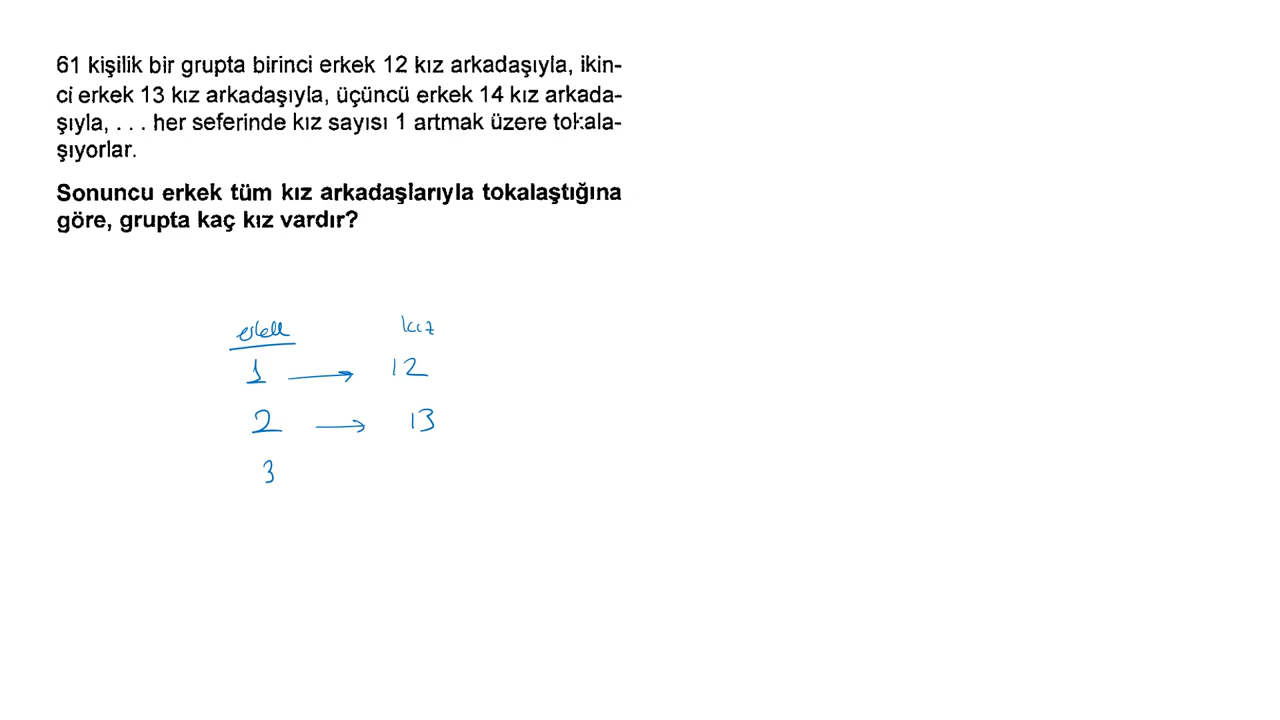 61 kişilik bir grupta birinci erkek 12 kız arkadaşıyla, ikin-
ci erkek 13 kız arkadaşıyla, üçüncü erkek 14 kız arkada-
şıyla, . . . her seferinde kız sayısı 1 artmak üzere tokala-
şıyorlar.
Sonuncu erkek tüm kız arkadaşlarıyla tokalaştığına
göre, grupta kaç kız vardır?
erkek kız
1 → 12
2 → 13
3